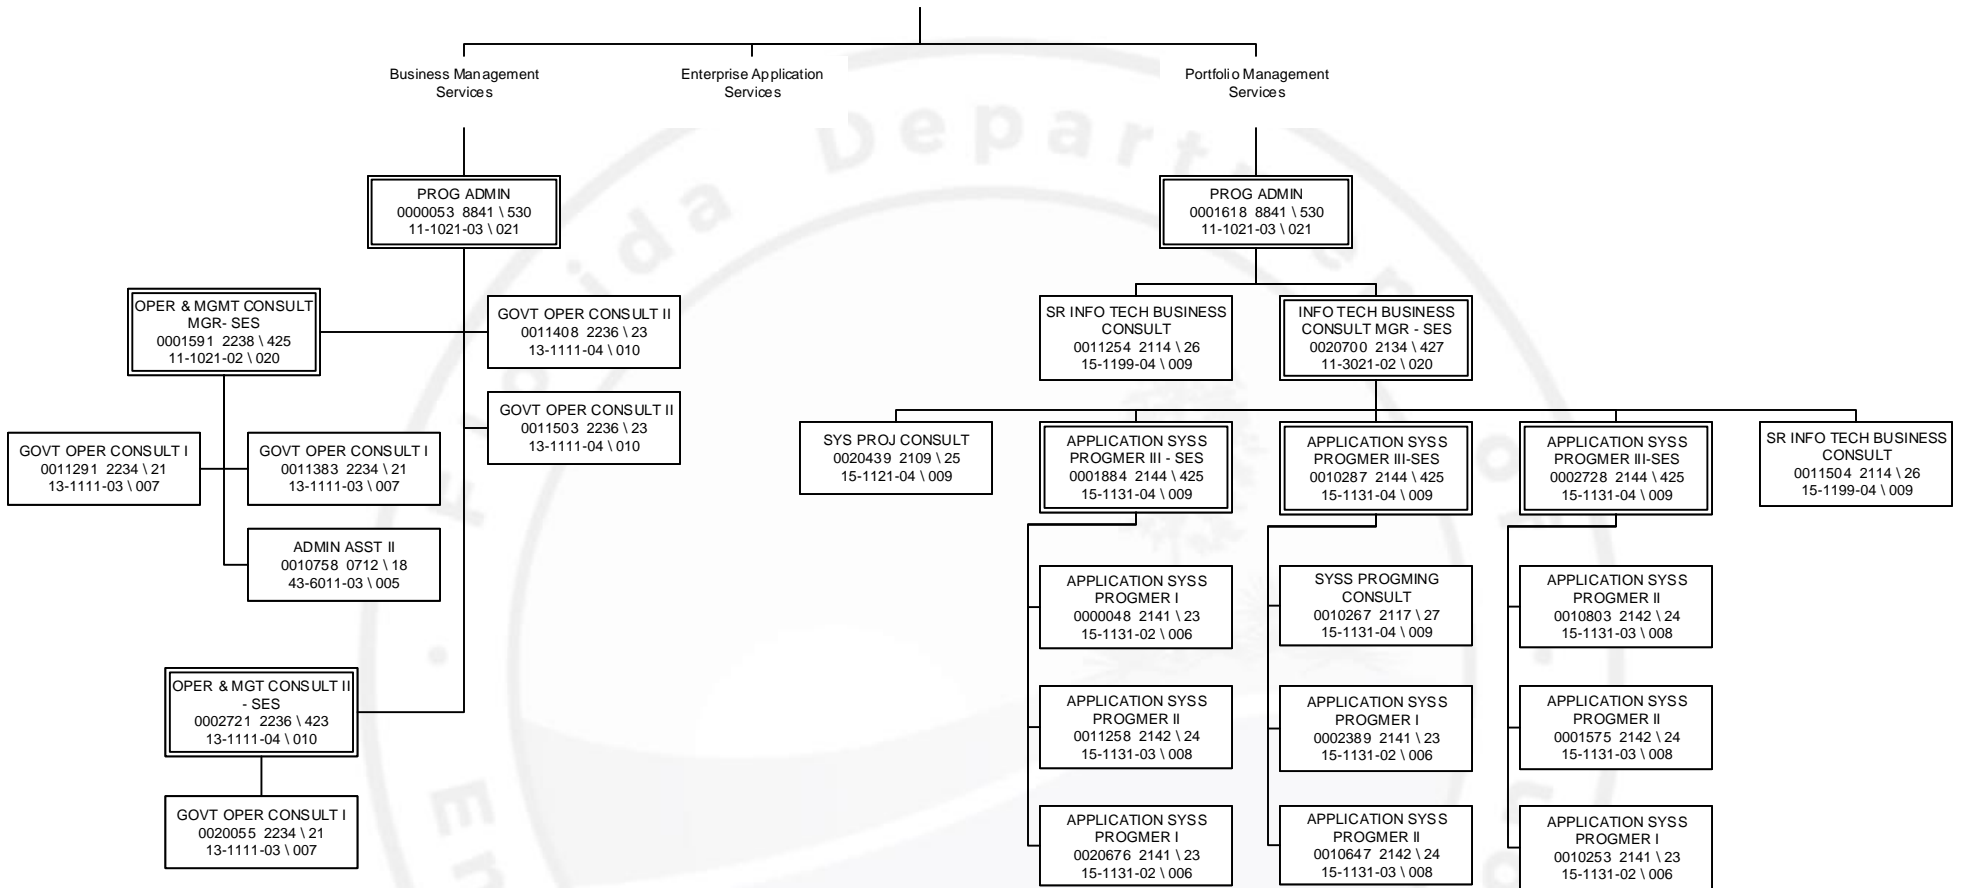 Business Management
Services
Enterprise Application
Services
Portfolio Management
Services
PROG ADMIN
0000053 8841 \ 530
11-1021-03 \ 021
PROG ADMIN
0001618 8841 \ 530
11-1021-03 \ 021
OPER & MGMT CONSULT
MGR- SES
0001591 2238 \ 425
11-1021-02 \ 020
GOVT OPER CONSULT II
0011408 2236 \ 23
13-1111-04 \ 010
SR INFO TECH BUSINESS
CONSULT
0011254 2114 \ 26
15-1199-04 \ 009
INFO TECH BUSINESS
CONSULT MGR - SES
0020700 2134 \ 427
11-3021-02 \ 020
GOVT OPER CONSULT II
0011503 2236 \ 23
13-1111-04 \ 010
GOVT OPER CONSULT I
0011291 2234 \ 21
13-1111-03 \ 007
GOVT OPER CONSULT I
0011383 2234 \ 21
13-1111-03 \ 007
ADMIN ASST II
0010758 0712 \ 18
43-6011-03 \ 005
OPER & MGT CONSULT II
- SES
0002721 2236 \ 423
13-1111-04 \ 010
GOVT OPER CONSULT I
0020055 2234 \ 21
13-1111-03 \ 007
SYS PROJ CONSULT
0020439 2109 \ 25
15-1121-04 \ 009
APPLICATION SYSS
PROGMER III - SES
0001884 2144 \ 425
15-1131-04 \ 009
APPLICATION SYSS
PROGMER III-SES
0010287 2144 \ 425
15-1131-04 \ 009
APPLICATION SYSS
PROGMER III-SES
0002728 2144 \ 425
15-1131-04 \ 009
SR INFO TECH BUSINESS
CONSULT
0011504 2114 \ 26
15-1199-04 \ 009
APPLICATION SYSS
PROGMER I
0000048 2141 \ 23
15-1131-02 \ 006
SYSS PROGMING
CONSULT
0010267 2117 \ 27
15-1131-04 \ 009
APPLICATION SYSS
PROGMER II
0010803 2142 \ 24
15-1131-03 \ 008
APPLICATION SYSS
PROGMER II
0011258 2142 \ 24
15-1131-03 \ 008
APPLICATION SYSS
PROGMER I
0002389 2141 \ 23
15-1131-02 \ 006
APPLICATION SYSS
PROGMER II
0001575 2142 \ 24
15-1131-03 \ 008
APPLICATION SYSS
PROGMER I
0020676 2141 \ 23
15-1131-02 \ 006
APPLICATION SYSS
PROGMER II
0010647 2142 \ 24
15-1131-03 \ 008
APPLICATION SYSS
PROGMER I
0010253 2141 \ 23
15-1131-02 \ 006